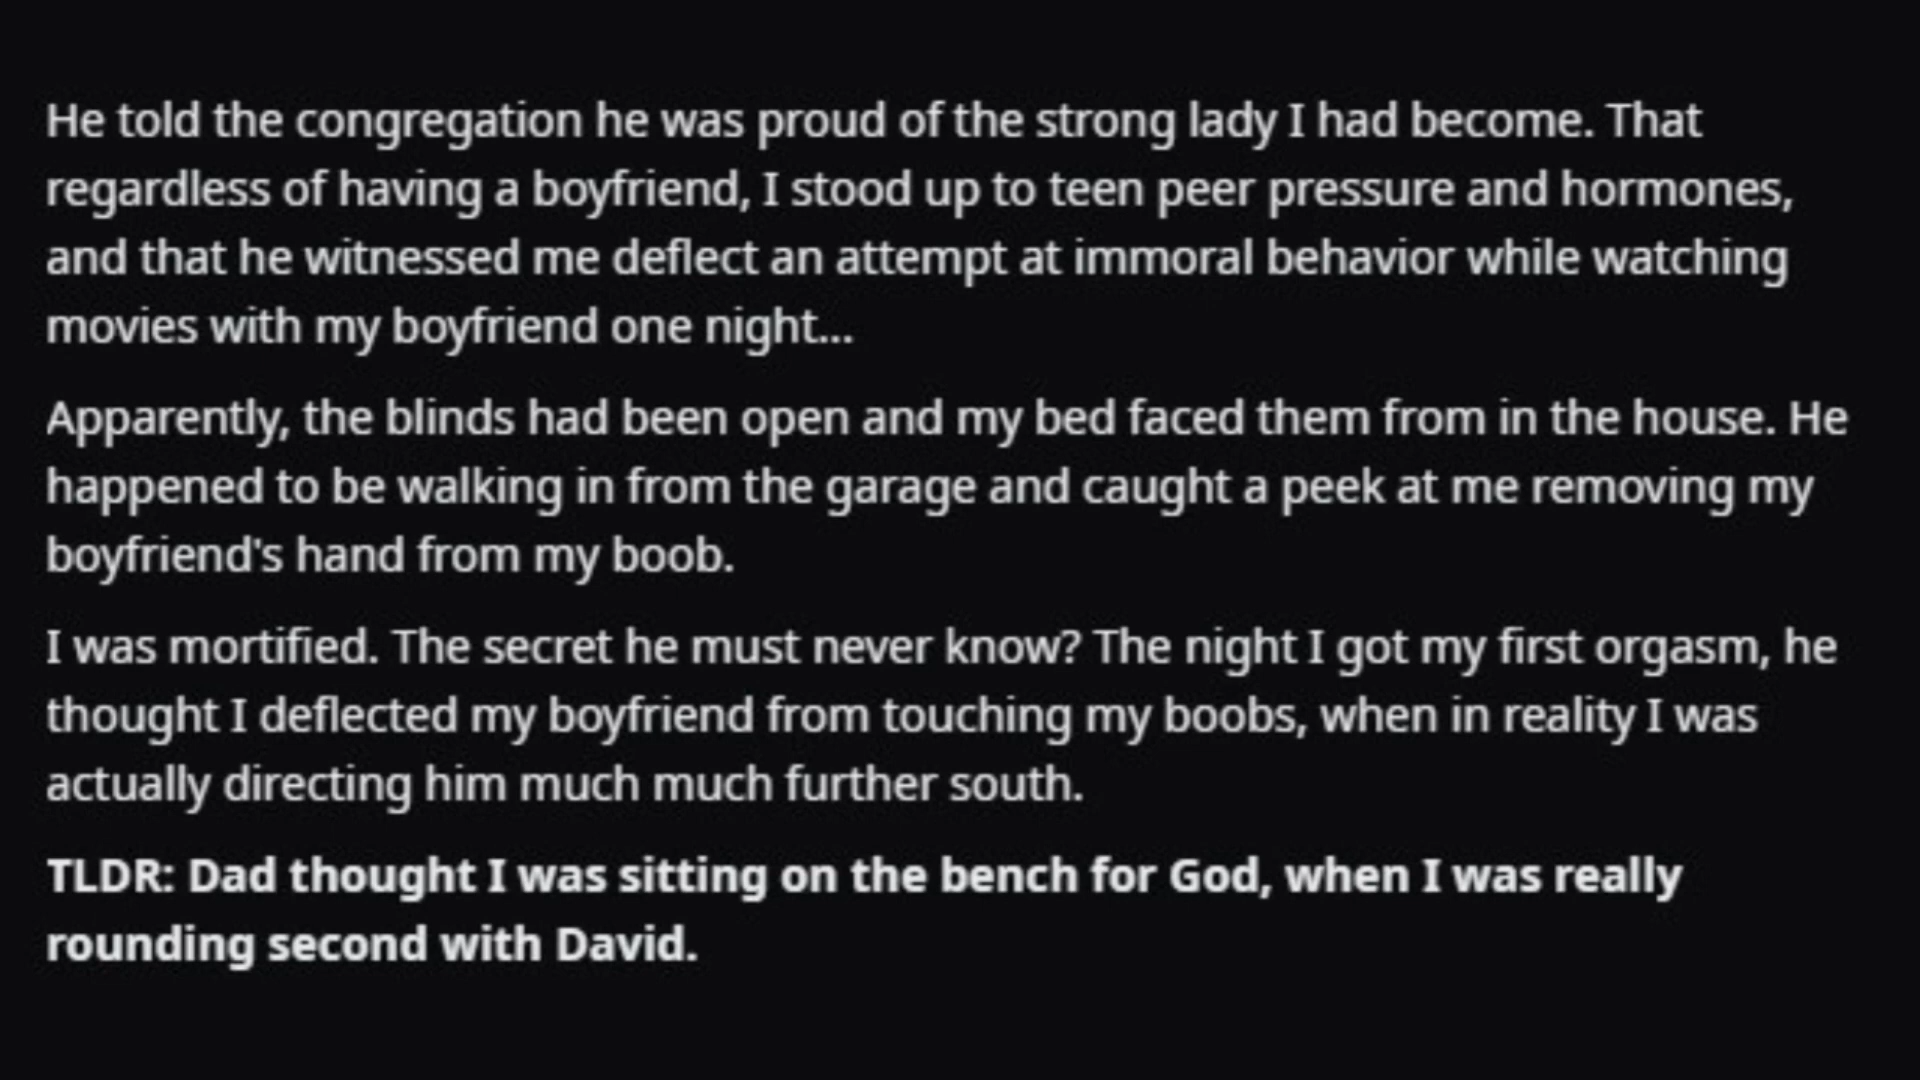 He told the congregation he was proud of the strong lady I had become. That
regardless of having a boyfriend, I stood up to teen peer pressure and hormones,
and that he witnessed me deflect an attempt at immoral behavior while watching
movies with my boyfriend one night...
Apparently, the blinds had been open and my bed faced them from in the house. He
happened to be walking in from the garage and caught a peek at me removing my
boyfriend's hand from my boob.
I was mortified. The secret he must never know? The night I got my first orgasm, he
thought I deflected my boyfriend from touching my boobs, when in reality I was
actually directing him much much further south.
TLDR: Dad thought I was sitting on the bench for God, when I was really
rounding second with David.